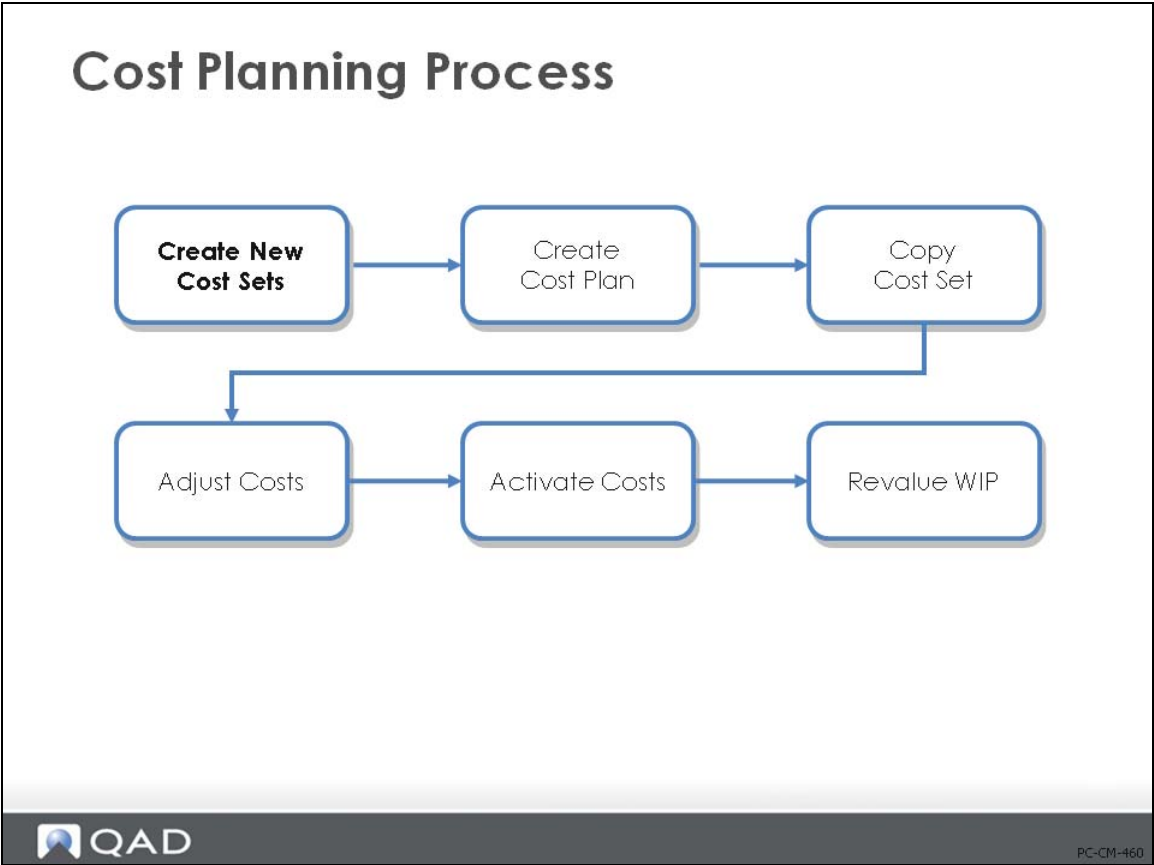 Cost Planning Process
Create New
Cost Sets
Create
Cost Plan
Copy
Cost Set
Adjust Costs
Activate Costs
Revalue WIP
QAD
PC-CM-460